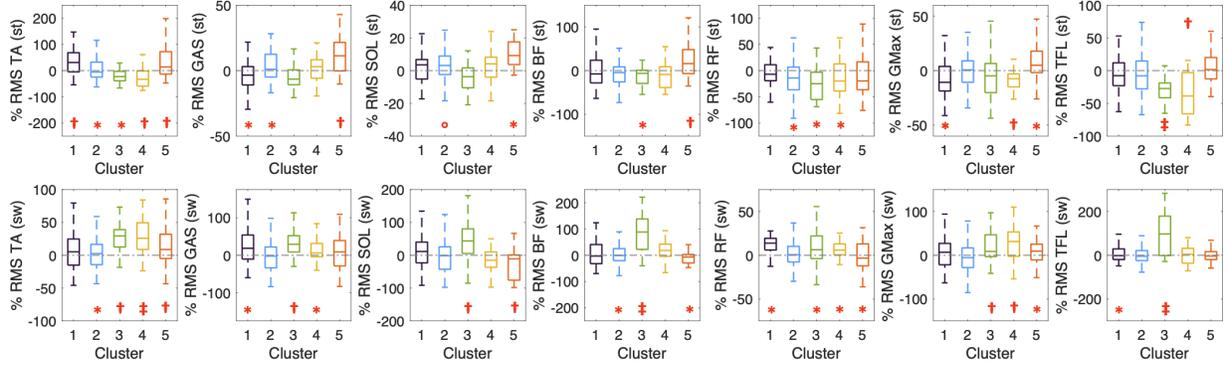 % RMS TA (st)
200
100
0
-100
-200
† * * † †
1 2 3 4 5
Cluster
% RMS GAS (st)
50
0
-50
* * †
1 2 3 4 5
Cluster
% RMS SOL (st)
40
20
0
-20
-40
o *
1 2 3 4 5
Cluster
% RMS BF (st)
100
0
-100
* †
1 2 3 4 5
Cluster
% RMS RF (st)
100
50
0
-50
-100
* * *
1 2 3 4 5
Cluster
% RMS GMax (st)
50
0
-50
* † *
1 2 3 4 5
Cluster
% RMS TFL (st)
100
50
0
-50
-100
‡ †
1 2 3 4 5
Cluster
% RMS TA (sw)
100
50
0
-50
-100
* † ‡ †
1 2 3 4 5
Cluster
% RMS GAS (sw)
100
0
-100
* † *
1 2 3 4 5
Cluster
% RMS SOL (sw)
200
100
0
-100
-200
† †
1 2 3 4 5
Cluster
% RMS BF (sw)
200
100
0
-100
-200
* ‡ *
1 2 3 4 5
Cluster
% RMS RF (sw)
50
0
-50
* * * *
1 2 3 4 5
Cluster
% RMS GMax (sw)
100
0
-100
† † *
1 2 3 4 5
Cluster
% RMS TFL (sw)
200
0
-200
* ‡
1 2 3 4 5
Cluster